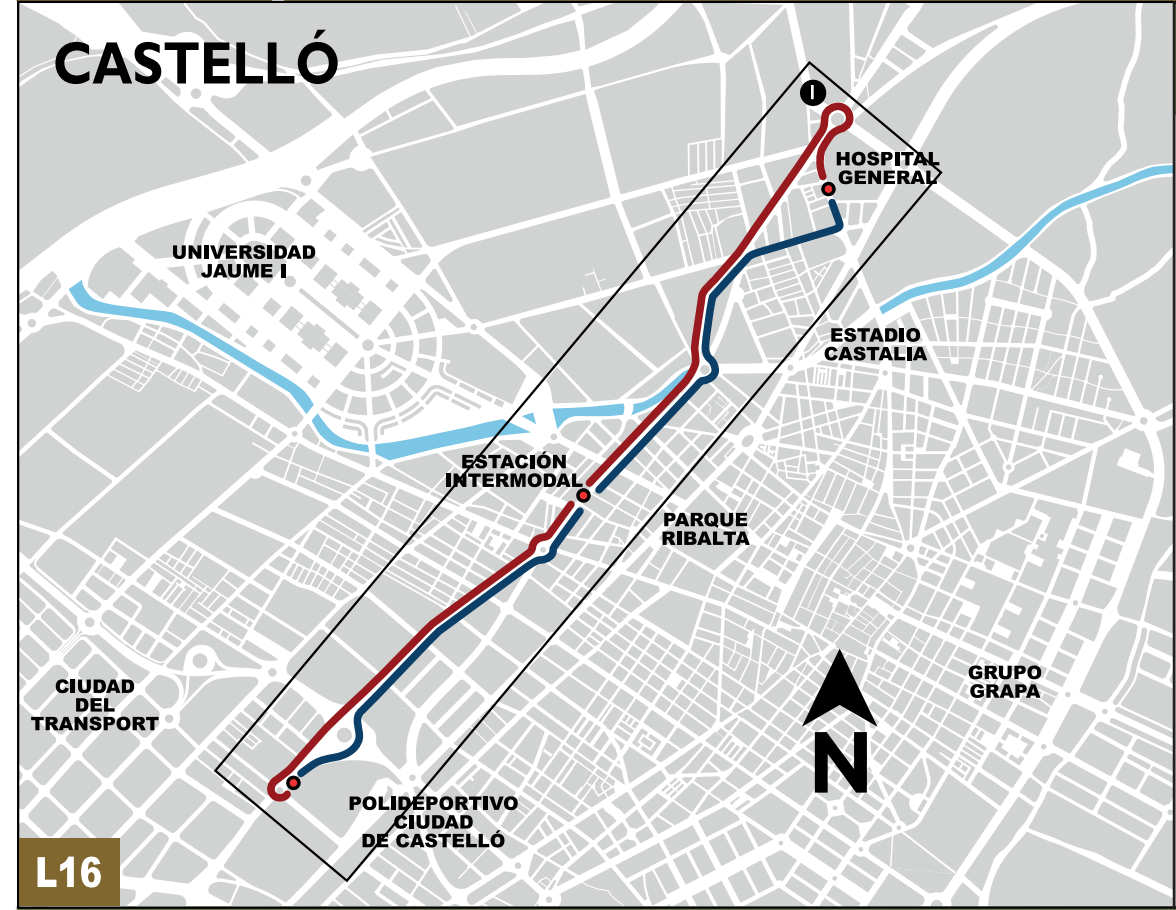 CASTELLÓ
I
HOSPITAL
GENERAL
UNIVERSIDAD
JAUME I
ESTADIO
CASTALIA
ESTACIÓN
INTERMODAL
PARQUE
RIBALTA
GRUPO
GRAPA
CIUDAD
DEL
TRANSPORT
N
POLIDEPORTIVO
CIUDAD
DE CASTELLÓ
L16